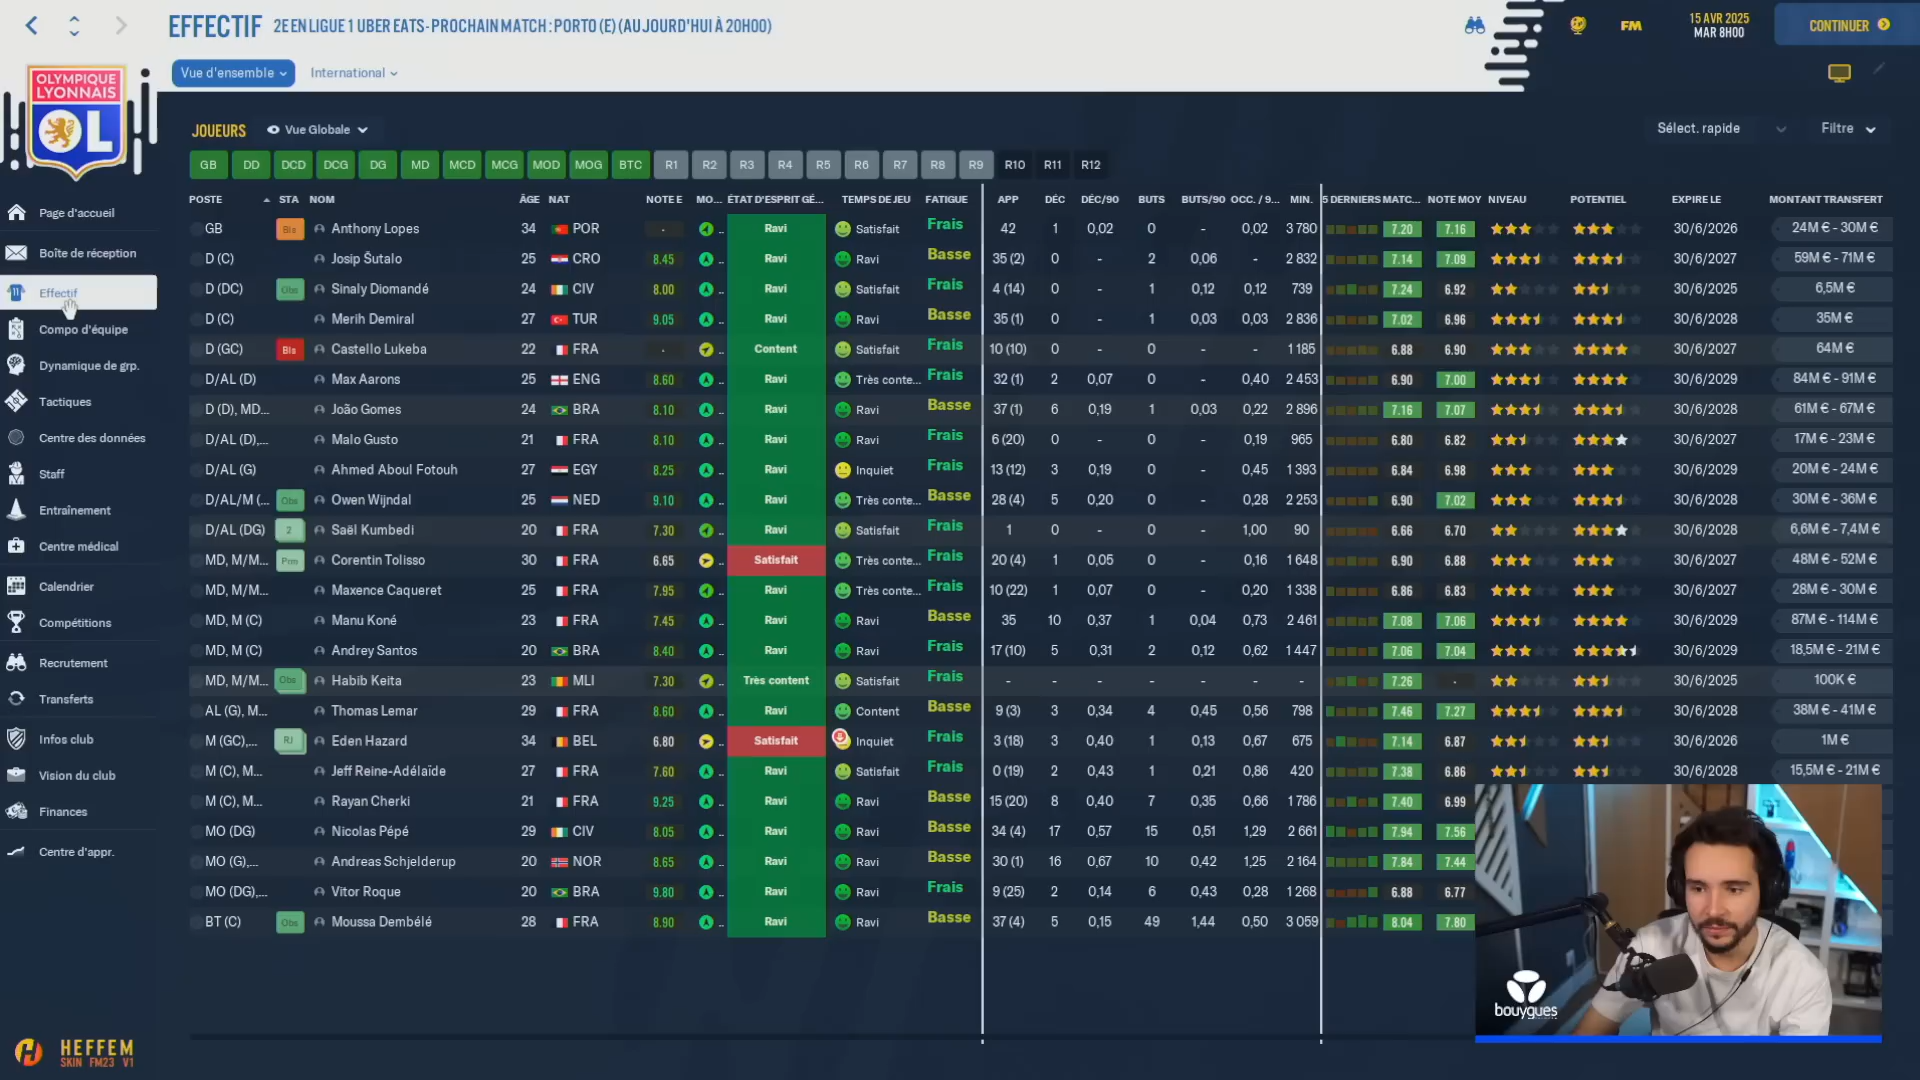 EFFECTIF
2E EN LIGUE 1 UBER EATS - PROCHAIN MATCH : PORTO (E) (AUJOURD'HUI À 20H00)
FM
15 AVR 2025
MAR 8H00
CONTINUER
OLYMPIQUE
LYONNAIS
OL
Vue d'ensemble
International
JOUEURS
Vue Globale
Sélect. rapide
Filtre
GB DD DCD DCG DG MD MCD MCG MOD MOG BTC R1 R2 R3 R4 R5 R6 R7 R8 R9 R10 R11 R12
POSTE STA NOM ÂGE NAT NOTE E MO... ÉTAT D'ESPRIT GÉ... TEMPS DE JEU FATIGUE APP DÉC DÉC/90 BUTS BUTS/90 OCC. / 9... MIN. 5 DERNIERS MATC... NOTE MOY NIVEAU POTENTIEL EXPIRE LE MONTANT TRANSFERT
GB Bls Anthony Lopes 34 POR - Ravi Satisfait Frais 42 1 0,02 0 - 0,02 3 780 7.20 7.16 30/6/2026 24M € - 30M €
D (C) Josip Šutalo 25 CRO 8.45 Ravi Ravi Basse 35 (2) 0 - 2 0,06 - 2 832 7.14 7.09 30/6/2027 59M € - 71M €
D (DC) Obs Sinaly Diomandé 24 CIV 8.00 Ravi Satisfait Frais 4 (14) 0 - 1 0,12 0,12 739 7.24 6.92 30/6/2025 6,5M €
D (C) Merih Demiral 27 TUR 9.05 Ravi Ravi Basse 35 (1) 0 - 1 0,03 0,03 2 836 7.02 6.96 30/6/2028 35M €
D (GC) Bls Castello Lukeba 22 FRA - Content Satisfait Frais 10 (10) 0 - 0 - - 1 185 6.88 6.90 30/6/2027 64M €
D/AL (D) Max Aarons 25 ENG 8.60 Ravi Très conte... Frais 32 (1) 2 0,07 0 - 0,40 2 453 6.90 7.00 30/6/2029 84M € - 91M €
D (D), MD... João Gomes 24 BRA 8.10 Ravi Ravi Basse 37 (1) 6 0,19 1 0,03 0,22 2 896 7.16 7.07 30/6/2028 61M € - 67M €
D/AL (D),... Malo Gusto 21 FRA 8.10 Ravi Ravi Frais 6 (20) 0 - 0 - 0,19 965 6.80 6.82 30/6/2027 17M € - 23M €
D/AL (G) Ahmed Aboul Fotouh 27 EGY 8.25 Ravi Inquiet Frais 13 (12) 3 0,19 0 - 0,45 1 393 6.84 6.98 30/6/2029 20M € - 24M €
D/AL/M (... Obs Owen Wijndal 25 NED 9.10 Ravi Très conte... Basse 28 (4) 5 0,20 0 - 0,28 2 253 6.90 7.02 30/6/2028 30M € - 36M €
D/AL (DG) 2 Saël Kumbedi 20 FRA 7.30 Ravi Satisfait Frais 1 0 - 0 - 1,00 90 6.66 6.70 30/6/2028 6,6M € - 7,4M €
MD, M/M... Prm Corentin Tolisso 30 FRA 6.65 Satisfait Très conte... Frais 20 (4) 1 0,05 0 - 0,16 1 648 6.90 6.88 30/6/2027 48M € - 52M €
MD, M/M... Maxence Caqueret 25 FRA 7.95 Ravi Très conte... Frais 10 (22) 1 0,07 0 - 0,20 1 338 6.86 6.83 30/6/2027 28M € - 30M €
MD, M (C) Manu Koné 23 FRA 7.45 Ravi Ravi Basse 35 10 0,37 1 0,04 0,73 2 461 7.08 7.06 30/6/2029 87M € - 114M €
MD, M (C) Andrey Santos 20 BRA 8.40 Ravi Ravi Frais 17 (10) 5 0,31 2 0,12 0,62 1 447 7.06 7.04 30/6/2029 18,5M € - 21M €
MD, M/M... Obs Habib Keita 23 MLI 7.30 Très content Satisfait Frais - - - - - - - 7.26 - 30/6/2025 100K €
AL (G), M... Thomas Lemar 29 FRA 8.60 Ravi Content Basse 9 (3) 3 0,34 4 0,45 0,56 798 7.46 7.27 30/6/2028 38M € - 41M €
M (GC),... RJ Eden Hazard 34 BEL 6.80 Satisfait Inquiet Frais 3 (18) 3 0,40 1 0,13 0,67 675 7.14 6.87 30/6/2026 1M €
M (C), M... Jeff Reine-Adélaïde 27 FRA 7.60 Ravi Satisfait Frais 0 (19) 2 0,43 1 0,21 0,86 420 7.38 6.86 30/6/2028 15,5M € - 21M €
M (C), M... Rayan Cherki 21 FRA 9.25 Ravi Ravi Basse 15 (20) 8 0,40 7 0,35 0,66 1 786 7.40 6.99
MO (DG) Nicolas Pépé 29 CIV 8.05 Ravi Ravi Basse 34 (4) 17 0,57 15 0,51 1,29 2 661 7.94 7.56
MO (G),... Andreas Schjelderup 20 NOR 8.65 Ravi Ravi Basse 30 (1) 16 0,67 10 0,42 1,25 2 164 7.84 7.44
MO (DG),... Vitor Roque 20 BRA 9.80 Ravi Ravi Frais 9 (25) 2 0,14 6 0,43 0,28 1 268 6.88 6.77
BT (C) Obs Moussa Dembélé 28 FRA 8.90 Ravi Ravi Basse 37 (4) 5 0,15 49 1,44 0,50 3 059 8.04 7.80
Page d'accueil
Boîte de réception
Effectif
Compo d'équipe
Dynamique de grp.
Tactiques
Centre des données
Staff
Entraînement
Centre médical
Calendrier
Compétitions
Recrutement
Transferts
Infos club
Vision du club
Finances
Centre d'appr.
HEFFEM
SKIN FM23 V1
bouygues